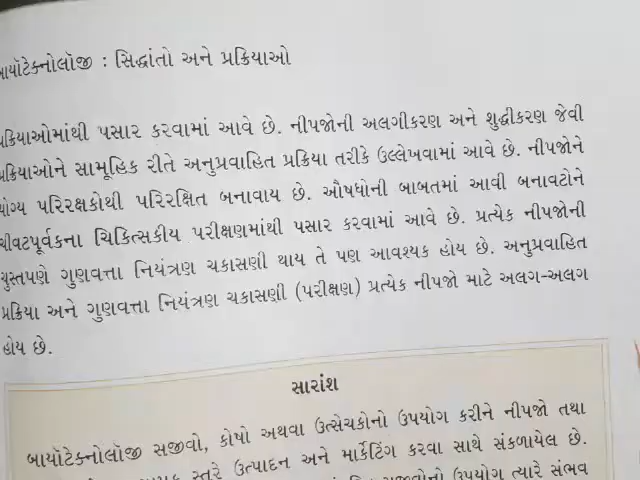 બાયૉટેક્નોલૉજી : સિદ્ધાંતો અને પ્રક્રિયાઓ
પ્રક્રિયાઓમાંથી પસાર કરવામાં આવે છે. નીપજોની અલગીકરણ અને શુદ્ધીકરણ જેવી
પ્રક્રિયાઓને સામૂહિક રીતે અનુપ્રવાહિત પ્રક્રિયા તરીકે ઉલ્લેખવામાં આવે છે. નીપજોને
યોગ્ય પરિરક્ષકોથી પરિરક્ષિત બનાવાય છે. ઔષધોની બાબતમાં આવી બનાવટોને
ચીવટપૂર્વકના ચિકિત્સકીય પરીક્ષણમાંથી પસાર કરવામાં આવે છે. પ્રત્યેક નીપજોની
ચુસ્તપણે ગુણવત્તા નિયંત્રણ ચકાસણી થાય તે પણ આવશ્યક હોય છે. અનુપ્રવાહિત
પ્રક્રિયા અને ગુણવત્તા નિયંત્રણ ચકાસણી (પરીક્ષણ) પ્રત્યેક નીપજો માટે અલગ-અલગ
હોય છે.
સારાંશ
બાયૉટેક્નોલૉજી સજીવો, કોષો અથવા ઉત્સેચકોનો ઉપયોગ કરીને નીપજો તથા
સ્તરે ઉત્પાદન અને માર્કેટિંગ કરવા સાથે સંકળાયેલ છે.
ઉપયોગ ત્યારે સંભવ